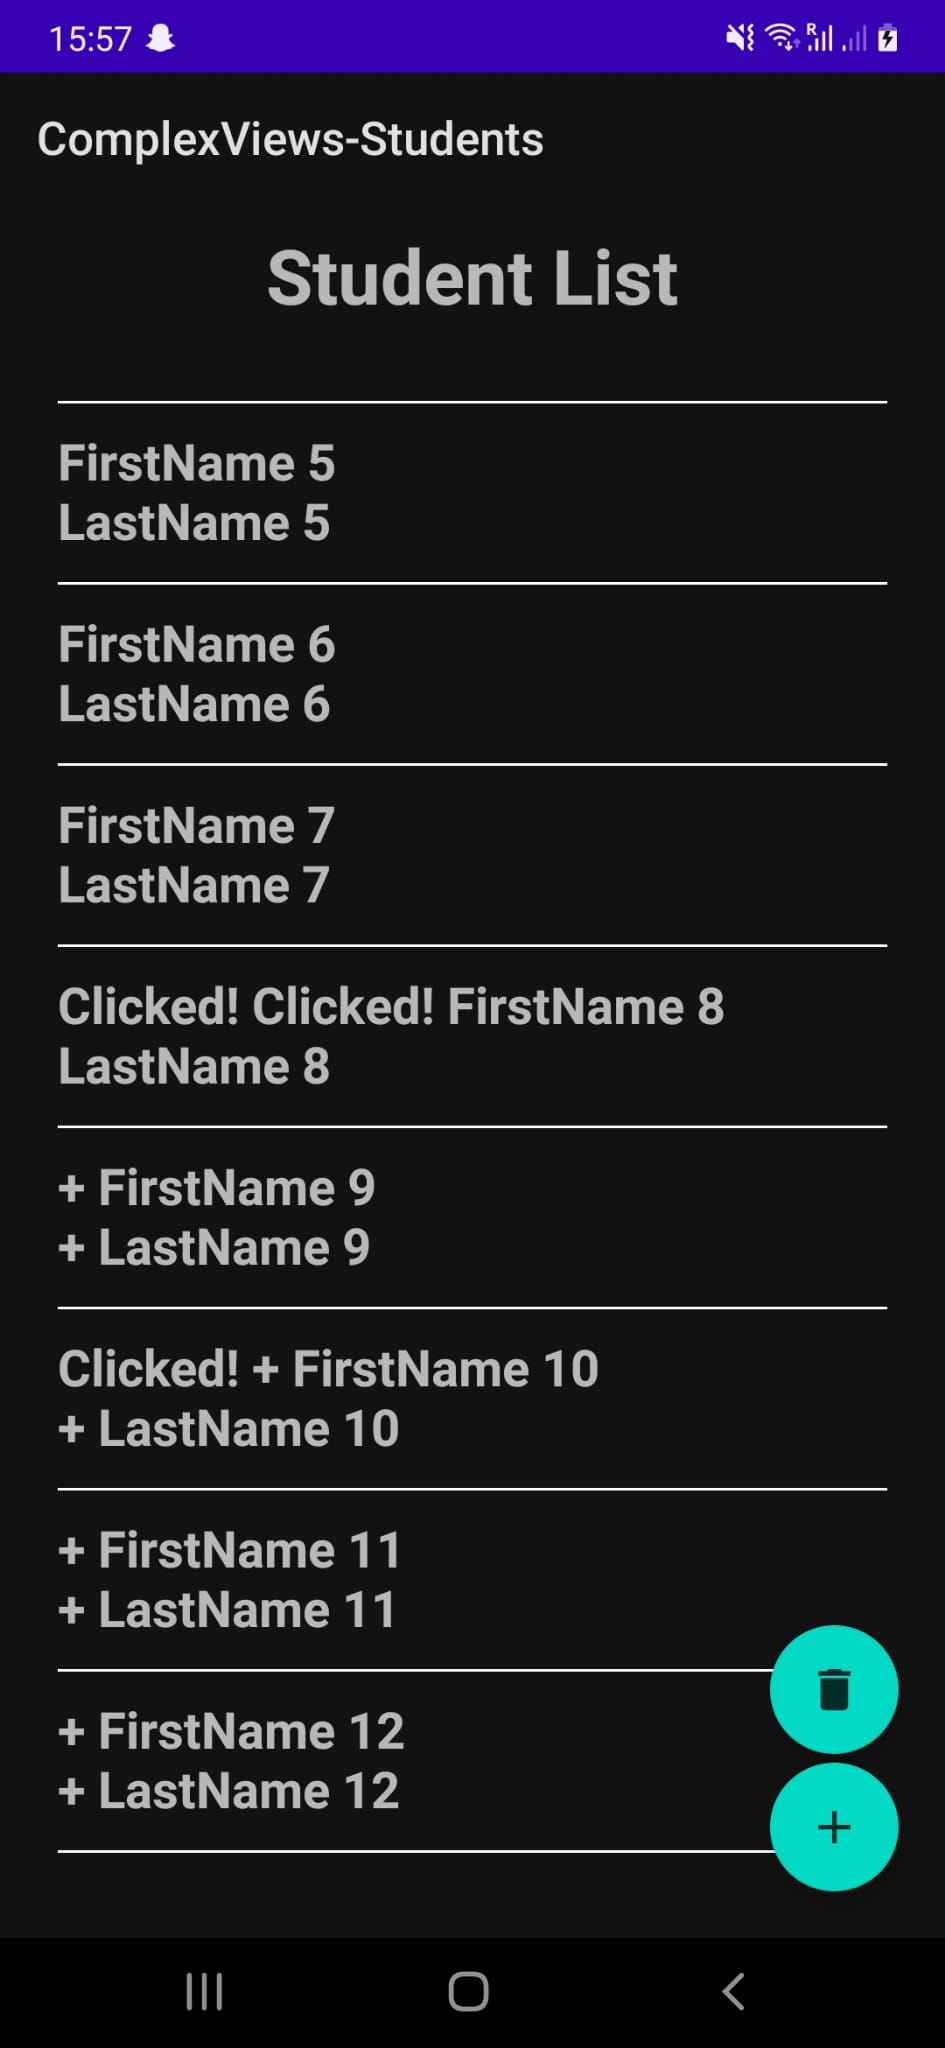 15:57
R
ComplexViews-Students
Student List
FirstName 5
LastName 5
FirstName 6
LastName 6
FirstName 7
LastName 7
Clicked! Clicked! FirstName 8
LastName 8
+ FirstName 9
+ LastName 9
Clicked! + FirstName 10
+ LastName 10
+ FirstName 11
+ LastName 11
+ FirstName 12
+ LastName 12